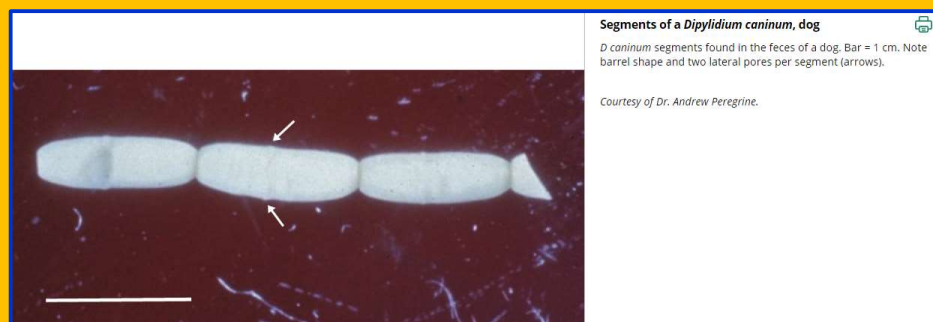 Segments of a Dipylidium caninum, dog
D caninum segments found in the feces of a dog. Bar = 1 cm. Note
barrel shape and two lateral pores per segment (arrows).
Courtesy of Dr. Andrew Peregrine.